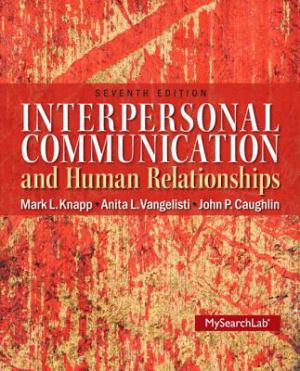 SEVENTH EDITION
INTERPERSONAL
COMMUNICATION
and Human Relationships
Mark L. Knapp • Anita L. Vangelisti • John P. Caughlin
MySearchLab®